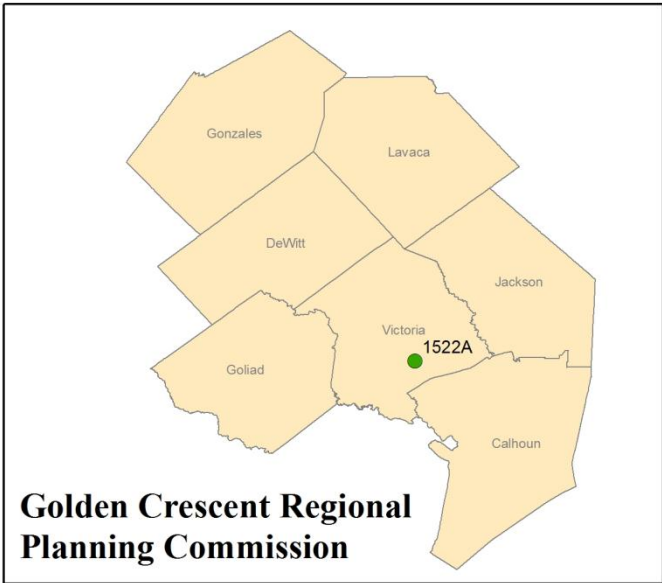 Gonzales
Lavaca
DeWitt
Jackson
Victoria
1522A
Goliad
Calhoun
Golden Crescent Regional
Planning Commission